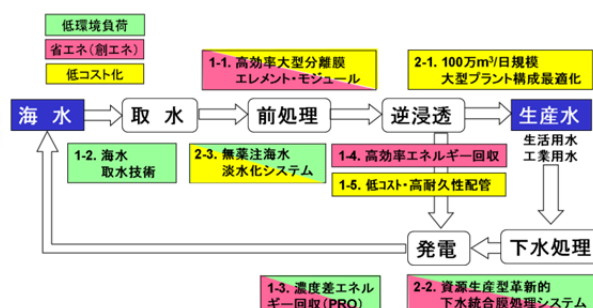 低環境負荷
省エネ(創エネ)
低コスト化
1-1. 高効率大型分離膜
エレメント・モジュール
2-1. 100万m³/日規模
大型プラント構成最適化
海 水
取 水
前処理
逆浸透
生産水
生活用水
工業用水
1-2. 海水
取水技術
2-3. 無薬注海水
淡水化システム
1-4. 高効率エネルギー回収
1-5. 低コスト・高耐久性配管
発電
下水処理
1-3. 濃度差エネル
ギー回収(PRO)
2-2. 資源生産型革新的
下水統合膜処理システム